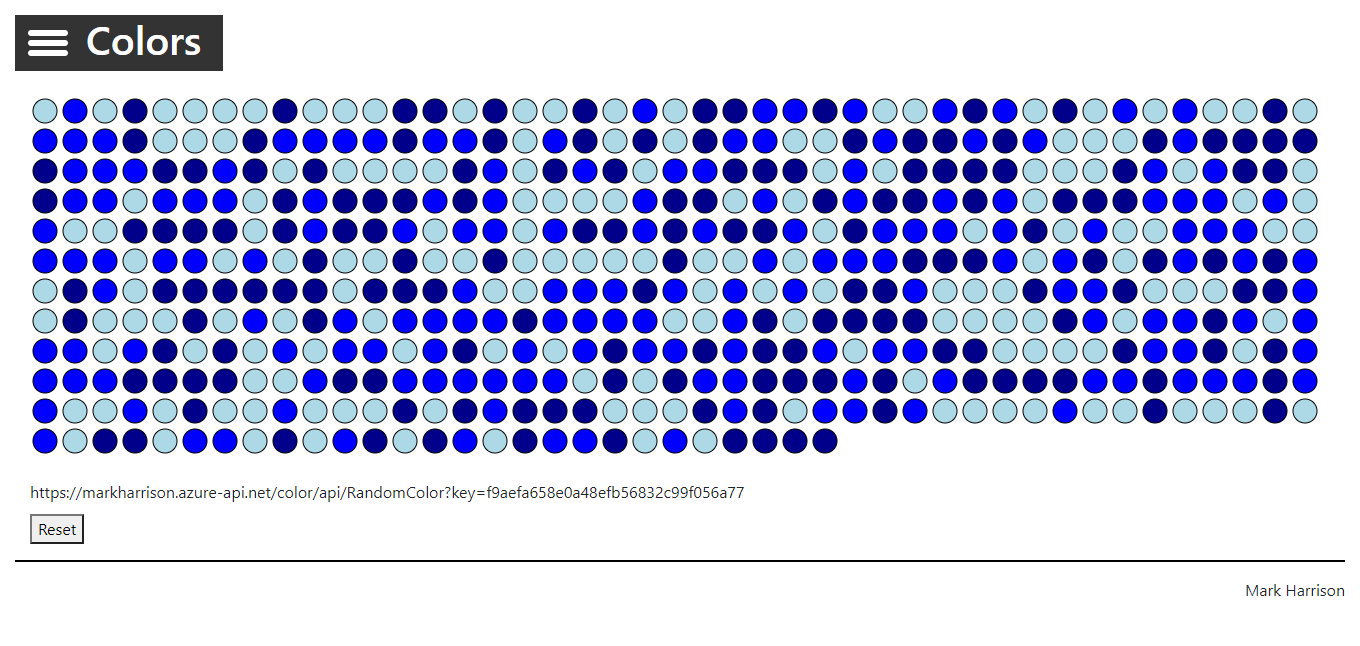 Colors
https://markharrison.azure-api.net/color/api/RandomColor?key=f9aefa658e0a48efb56832c99f056a77
Reset
Mark Harrison